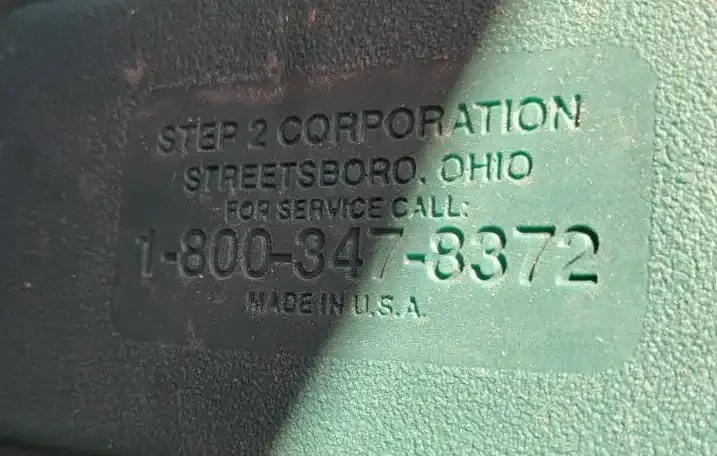 STEP 2 CORPORATION
STREETSBORO, OHIO
FOR SERVICE CALL:
1-800-347-8372
MADE IN U.S.A.